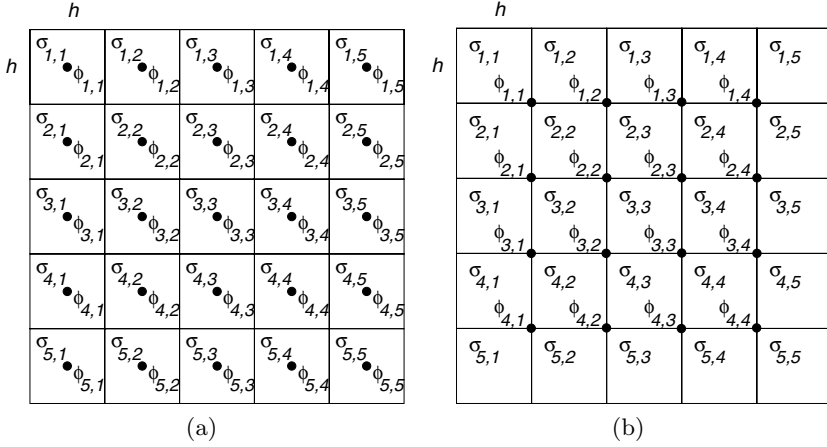 h
h
σ1,1 σ1,2 σ1,3 σ1,4 σ1,5
ϕ1,1 ϕ1,2 ϕ1,3 ϕ1,4 ϕ1,5
σ2,1 σ2,2 σ2,3 σ2,4 σ2,5
ϕ2,1 ϕ2,2 ϕ2,3 ϕ2,4 ϕ2,5
σ3,1 σ3,2 σ3,3 σ3,4 σ3,5
ϕ3,1 ϕ3,2 ϕ3,3 ϕ3,4 ϕ3,5
σ4,1 σ4,2 σ4,3 σ4,4 σ4,5
ϕ4,1 ϕ4,2 ϕ4,3 ϕ4,4 ϕ4,5
σ5,1 σ5,2 σ5,3 σ5,4 σ5,5
ϕ5,1 ϕ5,2 ϕ5,3 ϕ5,4 ϕ5,5
(a)
h
h
σ1,1 σ1,2 σ1,3 σ1,4 σ1,5
ϕ1,1 ϕ1,2 ϕ1,3 ϕ1,4
σ2,1 σ2,2 σ2,3 σ2,4 σ2,5
ϕ2,1 ϕ2,2 ϕ2,3 ϕ2,4
σ3,1 σ3,2 σ3,3 σ3,4 σ3,5
ϕ3,1 ϕ3,2 ϕ3,3 ϕ3,4
σ4,1 σ4,2 σ4,3 σ4,4 σ4,5
ϕ4,1 ϕ4,2 ϕ4,3 ϕ4,4
σ5,1 σ5,2 σ5,3 σ5,4 σ5,5
(b)